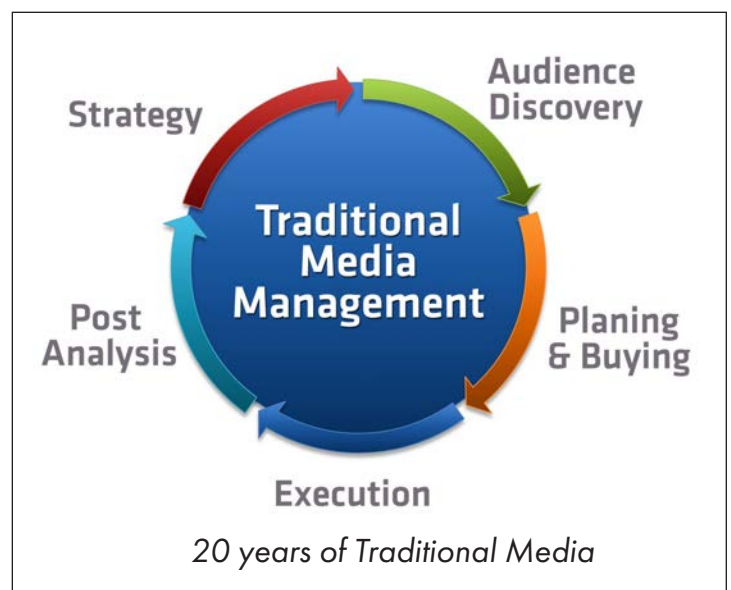 Strategy
Audience
Discovery
Traditional
Media
Management
Planing
& Buying
Post
Analysis
Execution
20 years of Traditional Media